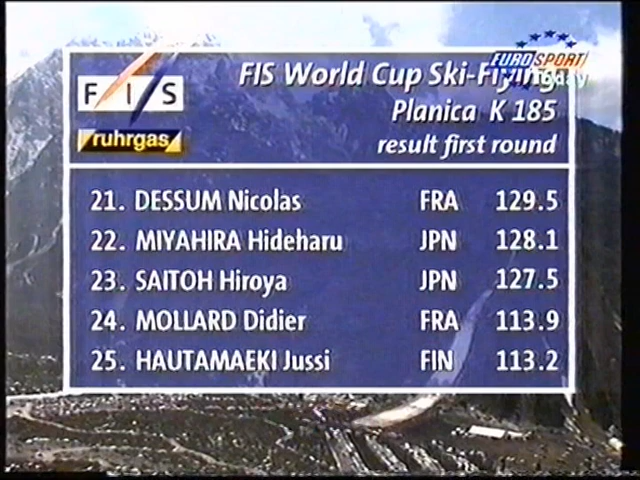 FIS World Cup Ski-Flying
EUROSPORT
today
FIS
Planica K 185
ruhrgas
result first round
21. DESSUM Nicolas FRA 129.5
22. MIYAHIRA Hideharu JPN 128.1
23. SAITOH Hiroya JPN 127.5
24. MOLLARD Didier FRA 113.9
25. HAUTAMAEKI Jussi FIN 113.2